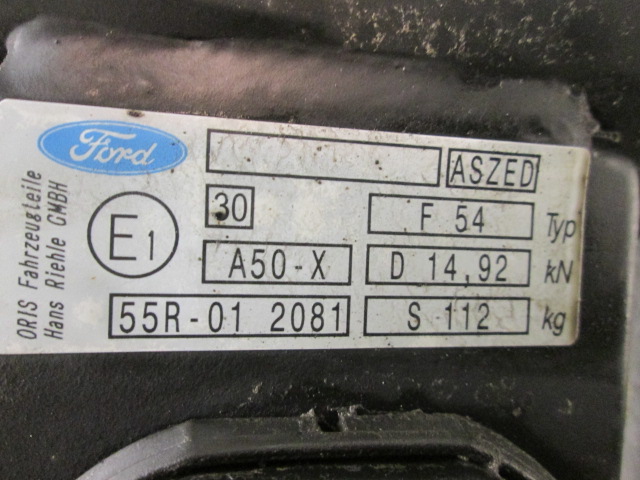 Ford
ASZED
30
F 54 Typ
E1
A50-X
D 14,92 kN
55R-01 2081
S 112 kg
ORIS Fahrzeugteile
Hans Riehle GMBH